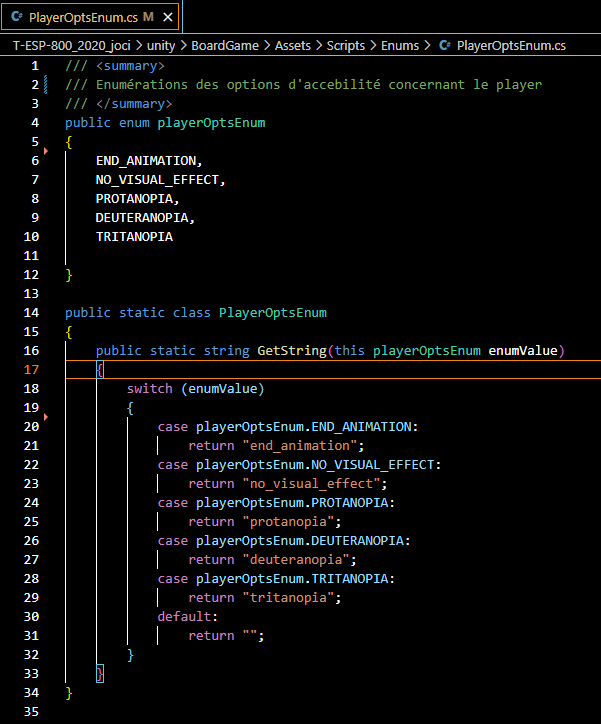 C# PlayerOptsEnum.cs M ✕
T-ESP-800_2020_joci > unity > BoardGame > Assets > Scripts > Enums > C# PlayerOptsEnum.cs
1 /// <summary>
2 /// Enumérations des options d'accebilité concernant le player
3 /// </summary>
4 public enum playerOptsEnum
5 {
6     END_ANIMATION,
7     NO_VISUAL_EFFECT,
8     PROTANOPIA,
9     DEUTERANOPIA,
10     TRITANOPIA
11
12 }
13
14 public static class PlayerOptsEnum
15 {
16     public static string GetString(this playerOptsEnum enumValue)
17     {
18         switch (enumValue)
19         {
20             case playerOptsEnum.END_ANIMATION:
21                 return "end_animation";
22             case playerOptsEnum.NO_VISUAL_EFFECT:
23                 return "no_visual_effect";
24             case playerOptsEnum.PROTANOPIA:
25                 return "protanopia";
26             case playerOptsEnum.DEUTERANOPIA:
27                 return "deuteranopia";
28             case playerOptsEnum.TRITANOPIA:
29                 return "tritanopia";
30             default:
31                 return "";
32         }
33     }
34 }
35